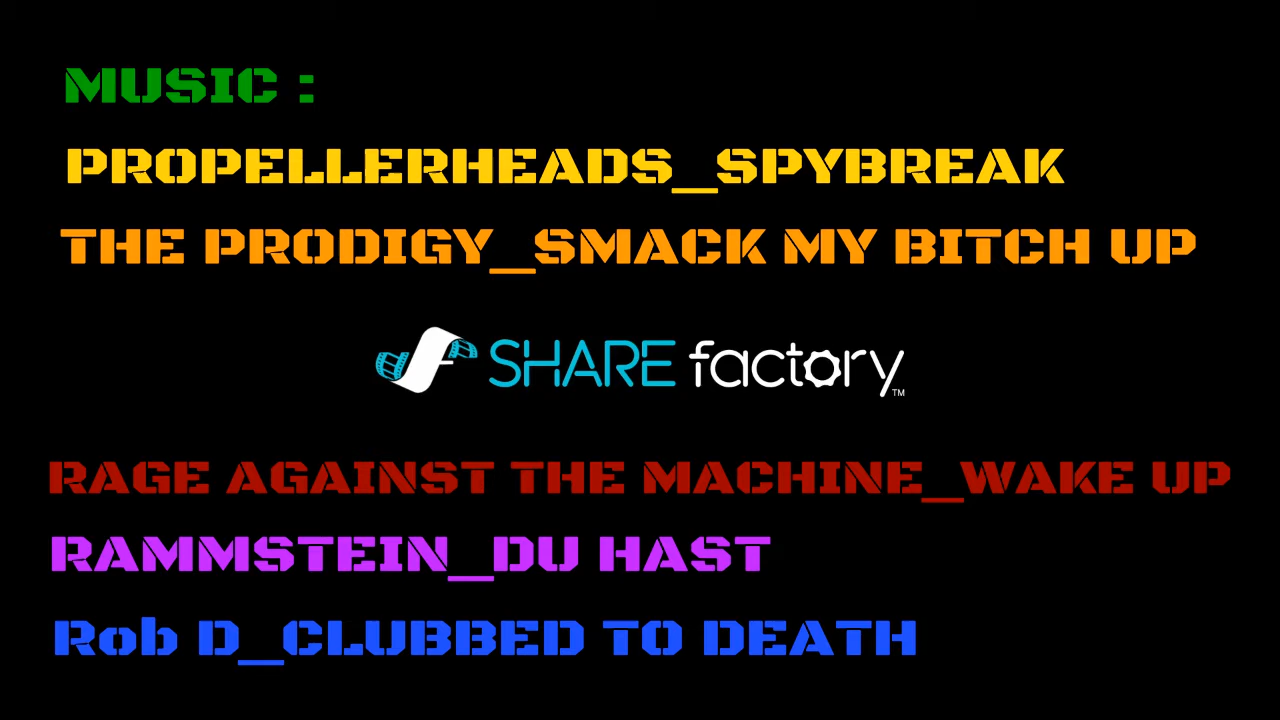 MUSIC :
PROPELLERHEADS_SPYBREAK
THE PRODIGY_SMACK MY BITCH UP
SHARE factory™
RAGE AGAINST THE MACHINE_WAKE UP
RAMMSTEIN_DU HAST
Rob D_CLUBBED TO DEATH